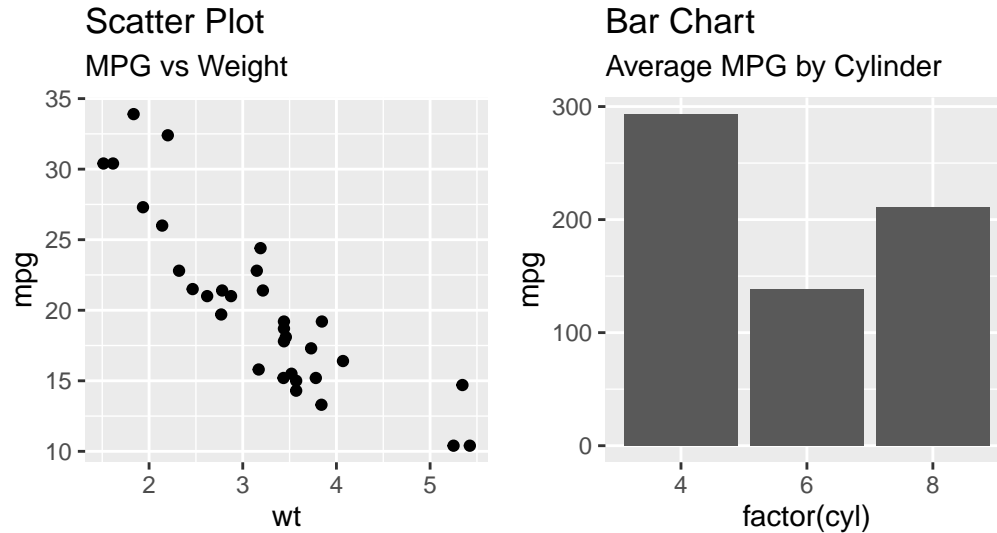 Scatter Plot
MPG vs Weight
35
30
25
20
15
10
mpg
2 3 4 5
wt
Bar Chart
Average MPG by Cylinder
300
200
100
0
mpg
4 6 8
factor(cyl)